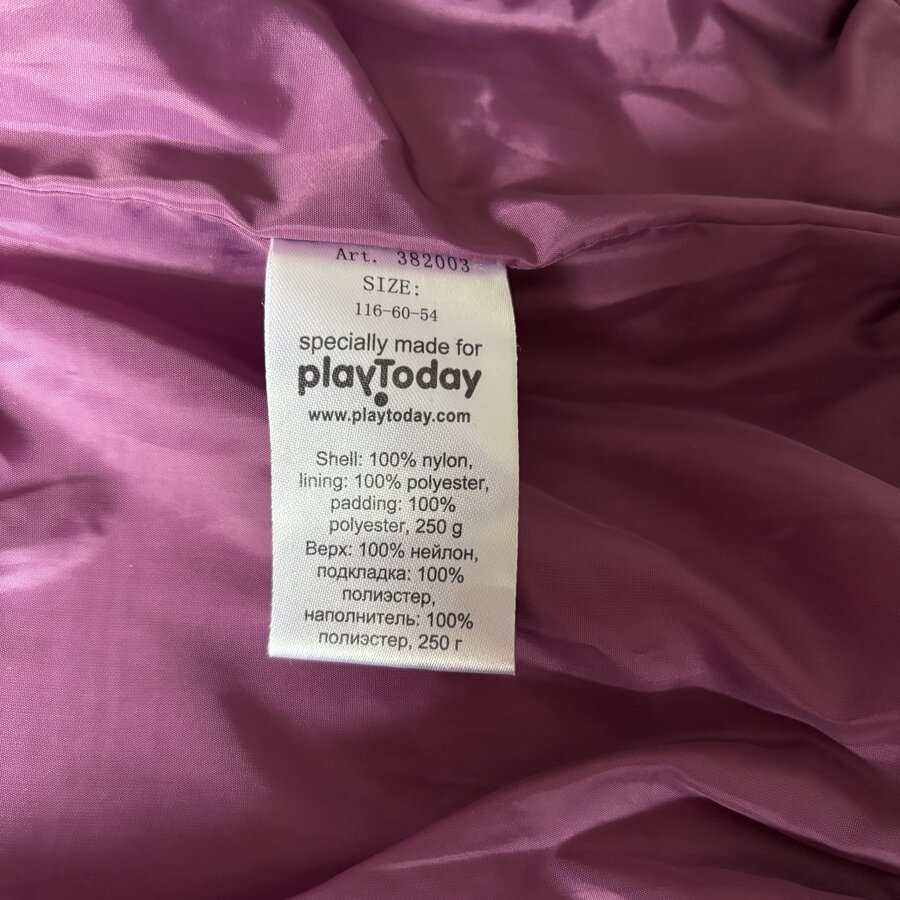 Art. 382003
SIZE:
116-60-54
specially made for
playToday
www.playtoday.com
Shell: 100% nylon,
lining: 100% polyester,
padding: 100%
polyester, 250 g
Верх: 100% нейлон,
подкладка: 100%
полиэстер,
наполнитель: 100%
полиэстер, 250 г